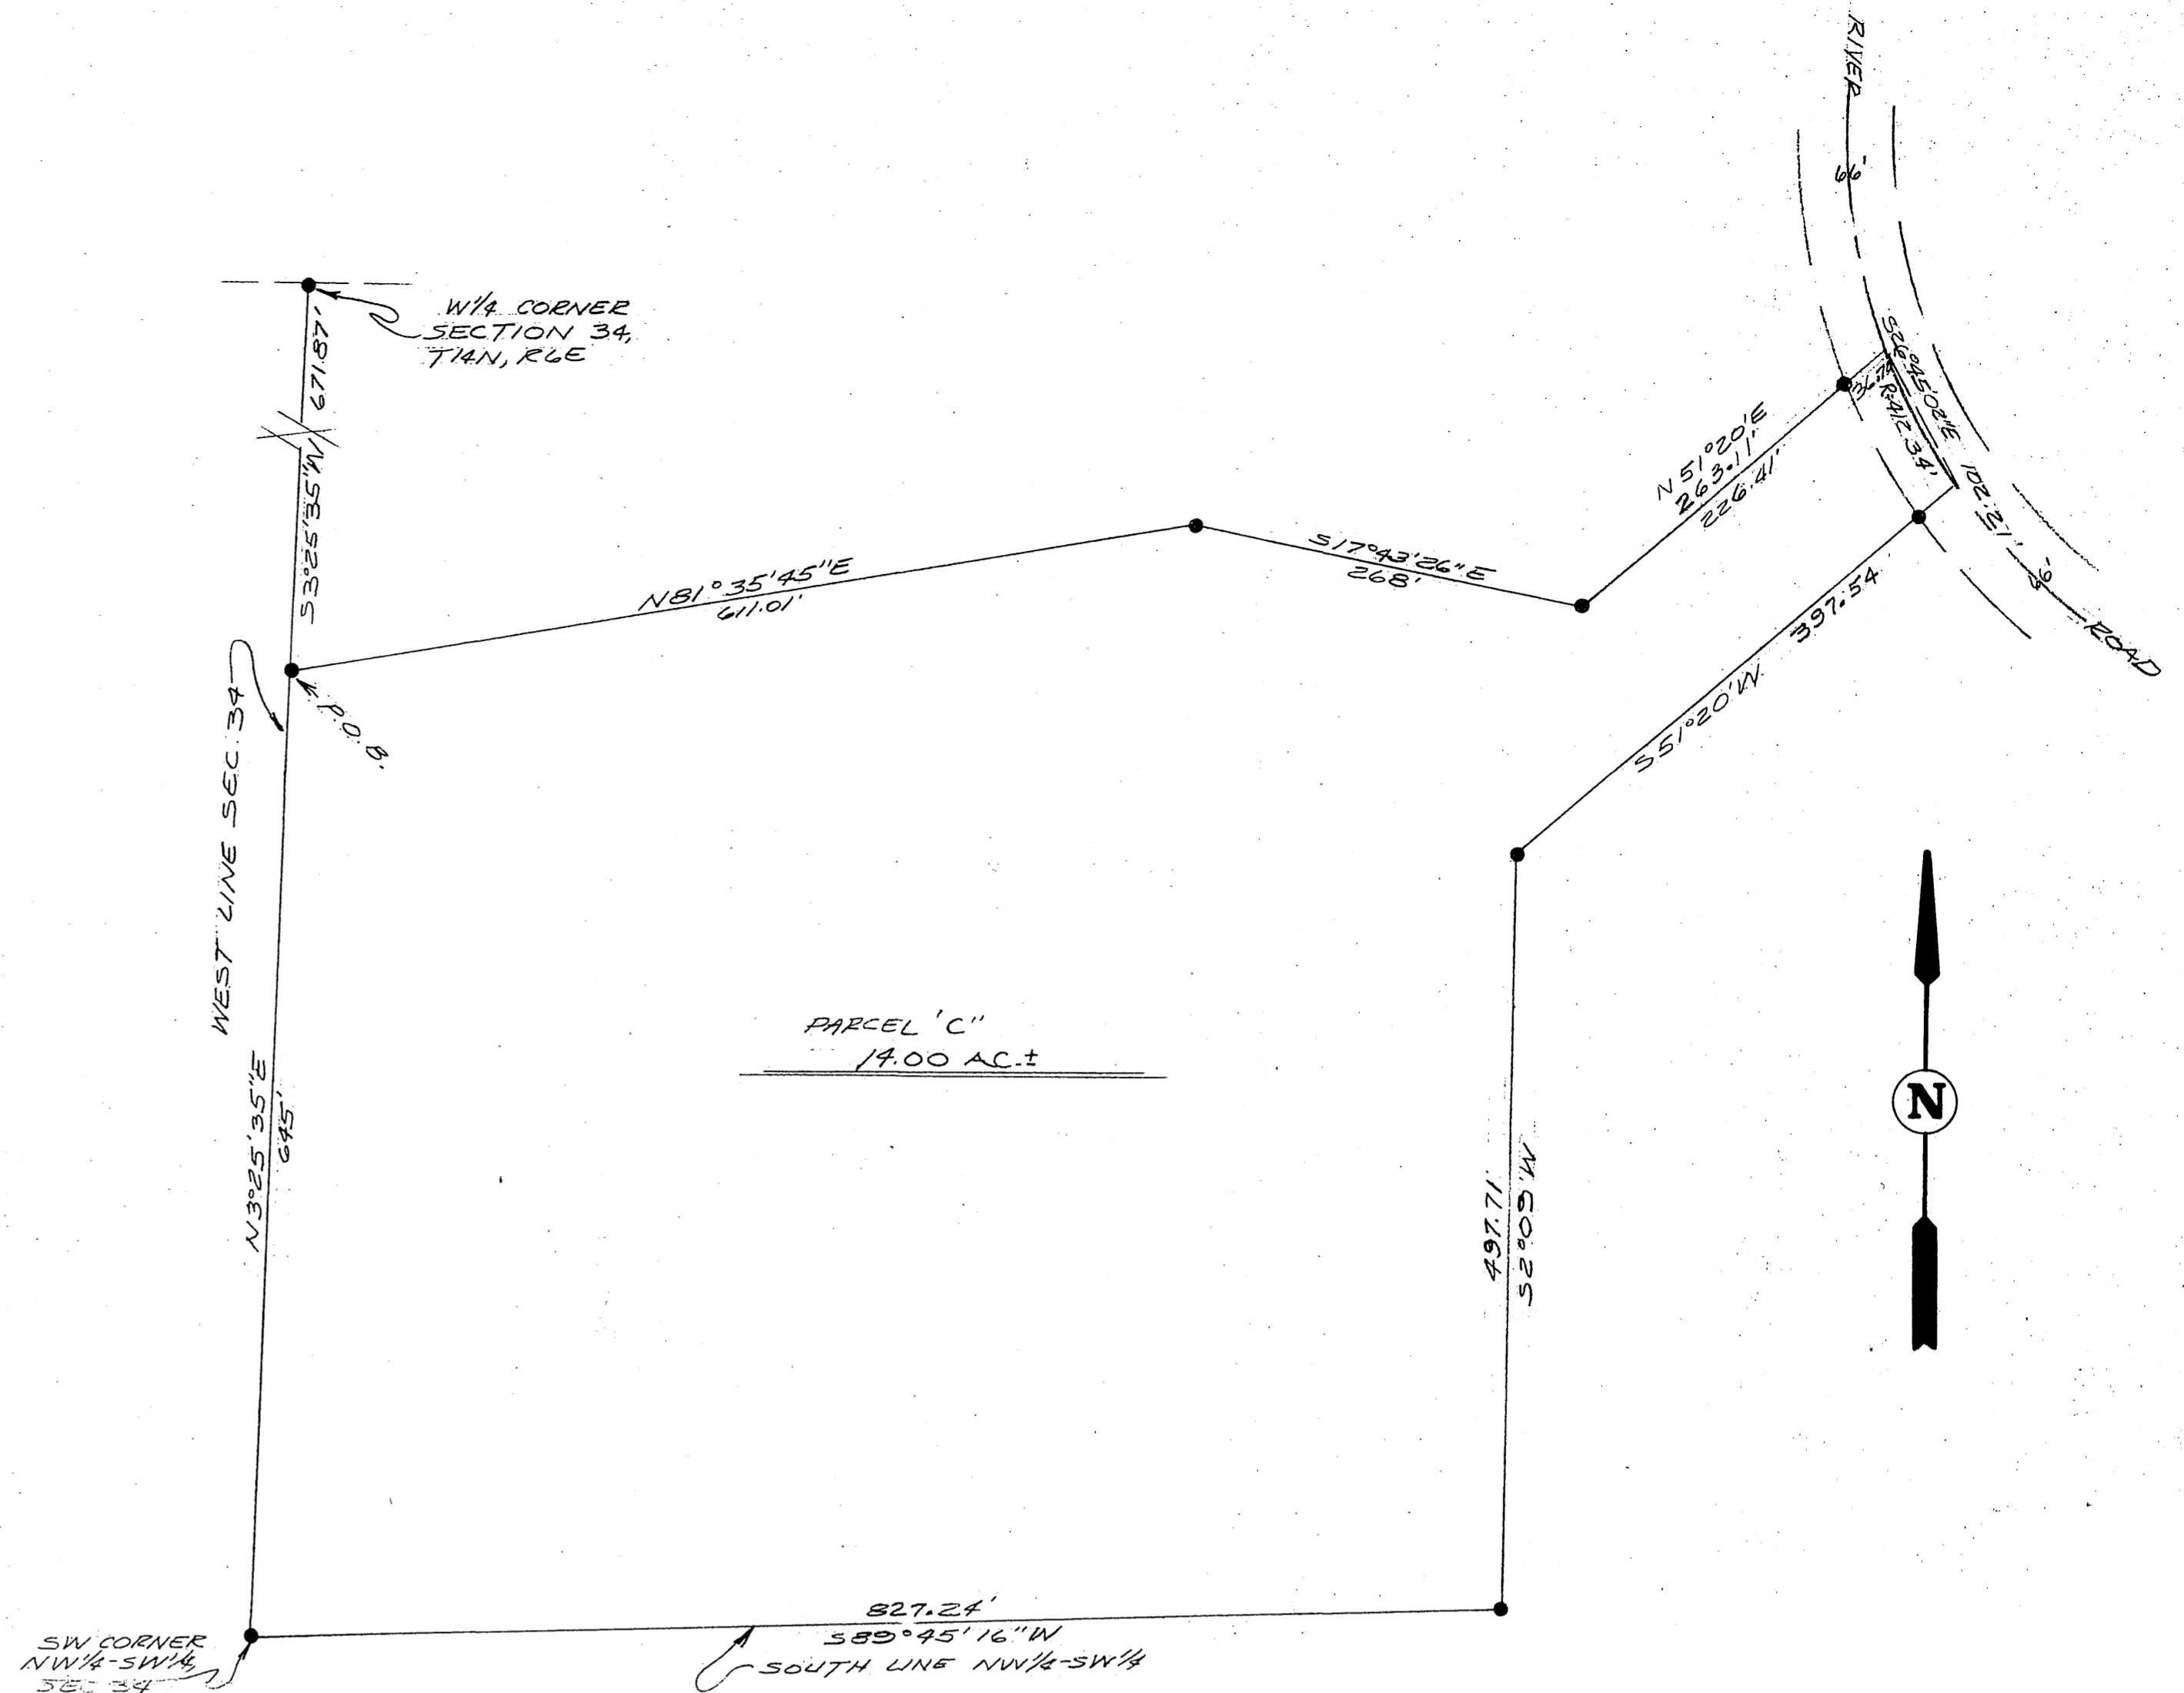 RIVER
66'
W 1/4 CORNER
SECTION 34,
T14N, R6E
671.87'
S3°25'35"W
S26°45'02"E 102.21'
36.70
R=412.34'
N51°20'E
263.11'
226.41'
N81°35'45"E
611.01'
S17°43'26"E
268'
397.54
S51°20'W
66'
ROAD
P.O.B.
WEST LINE SEC. 34
PARCEL 'C"
14.00 AC.±
N3°25'35"E
645'
497.71'
S2°09'W
N
827.24'
S89°45'16"W
SOUTH LINE NW1/4-SW1/4
SW CORNER
NW1/4-SW1/4,
SEC 34